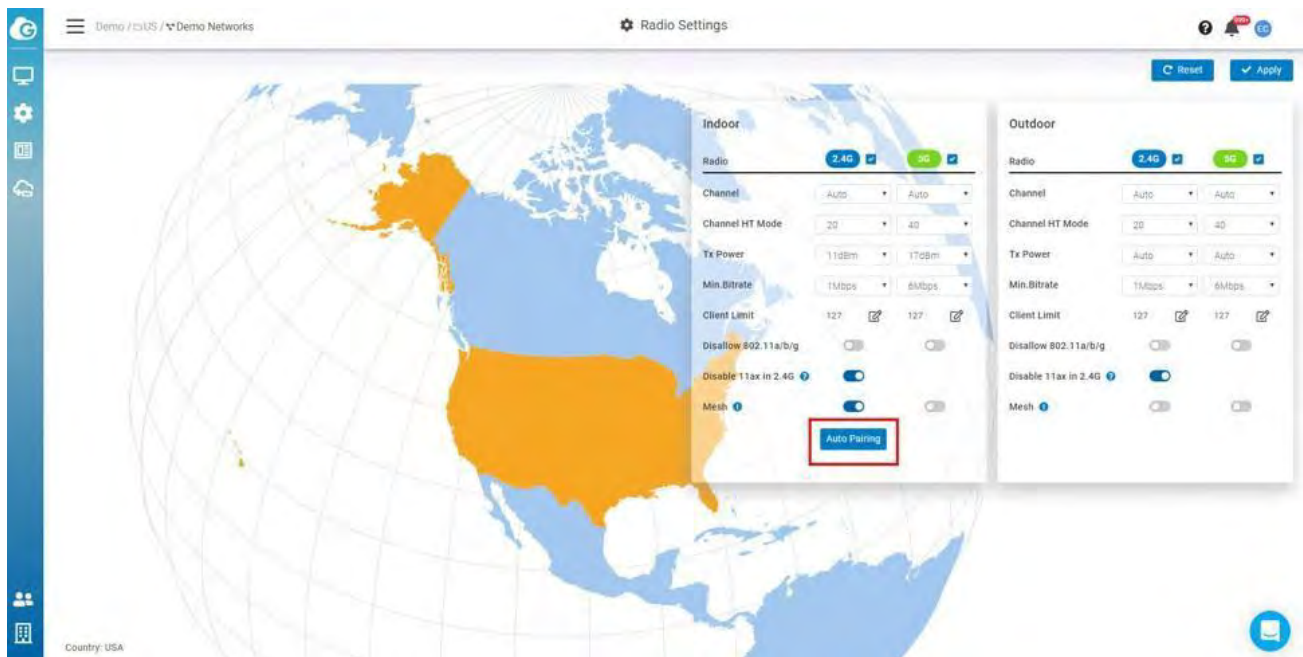 Demo / US / Demo Networks
Radio Settings
Reset
Apply
Indoor
Radio 2.4G 5G
Channel Auto Auto
Channel HT Mode 20 40
Tx Power 11dBm 17dBm
Min.Bitrate 1Mbps 6Mbps
Client Limit 127 127
Disallow 802.11a/b/g
Disable 11ax in 2.4G
Mesh
Auto Pairing
Outdoor
Radio 2.4G 5G
Channel Auto Auto
Channel HT Mode 20 40
Tx Power Auto Auto
Min.Bitrate 1Mbps 6Mbps
Client Limit 127 127
Disallow 802.11a/b/g
Disable 11ax in 2.4G
Mesh
Country: USA